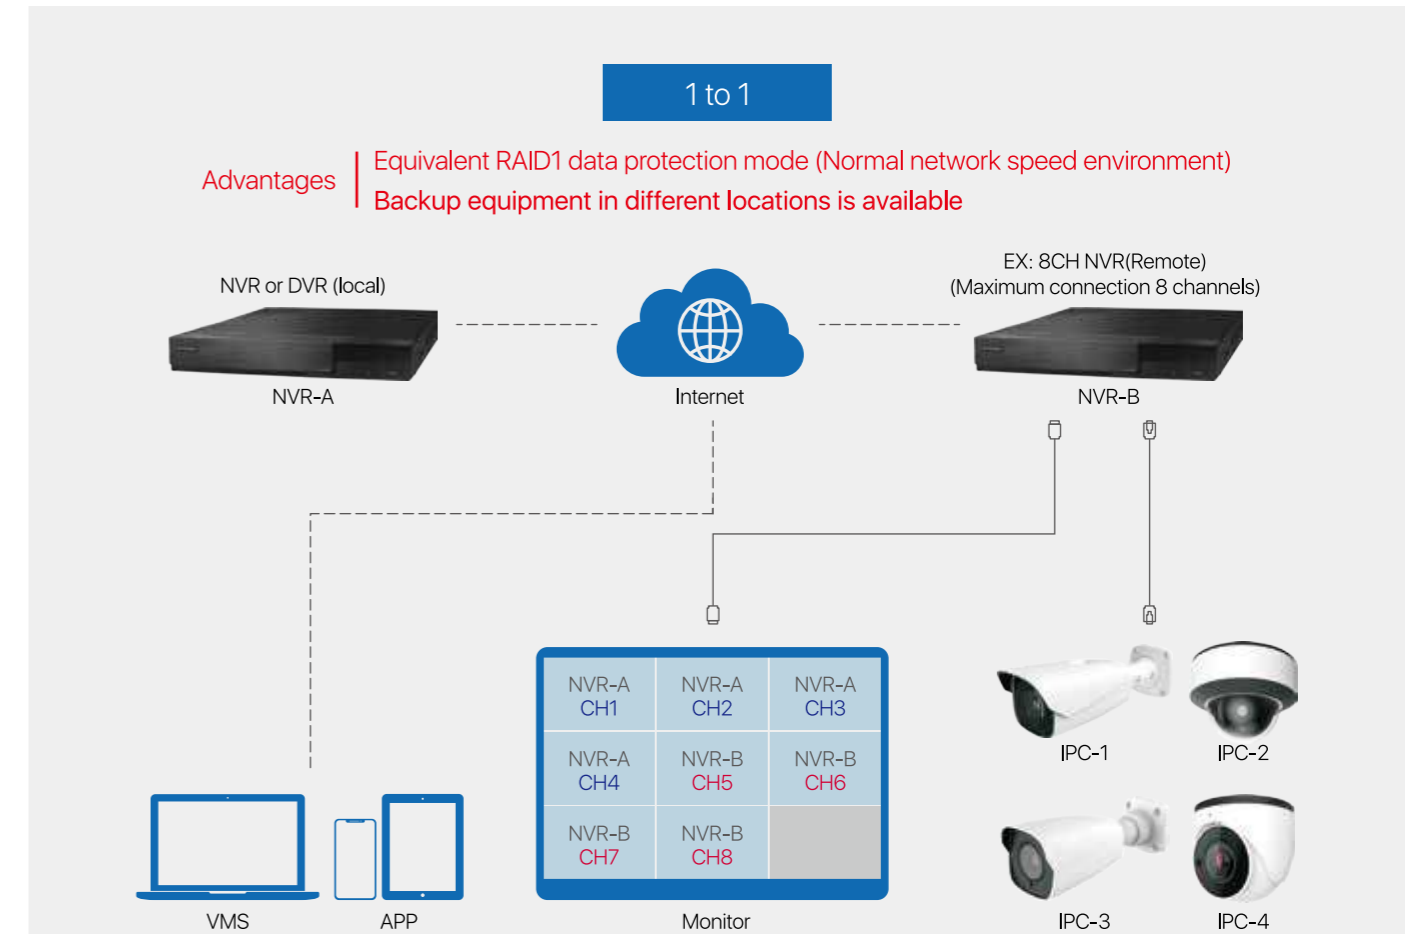 1 to 1
Advantages
Equivalent RAID1 data protection mode (Normal network speed environment)
Backup equipment in different locations is available
NVR or DVR (local)
NVR-A
Internet
EX: 8CH NVR(Remote)
(Maximum connection 8 channels)
NVR-B
NVR-A
CH1
NVR-A
CH2
NVR-A
CH3
NVR-A
CH4
NVR-B
CH5
NVR-B
CH6
NVR-B
CH7
NVR-B
CH8
IPC-1
IPC-2
IPC-3
IPC-4
VMS
APP
Monitor